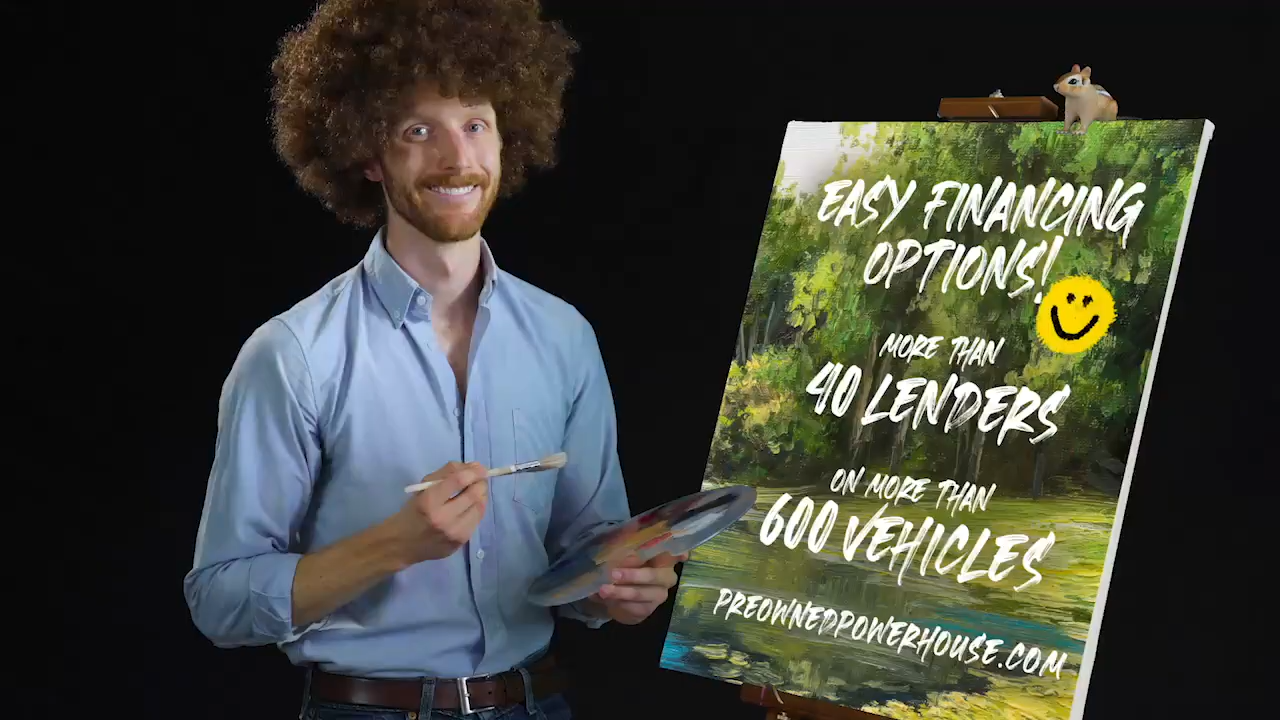 EASY FINANCING
OPTIONS!
MORE THAN
40 LENDERS
ON MORE THAN
600 VEHICLES
PREOWNEDPOWERHOUSE.COM